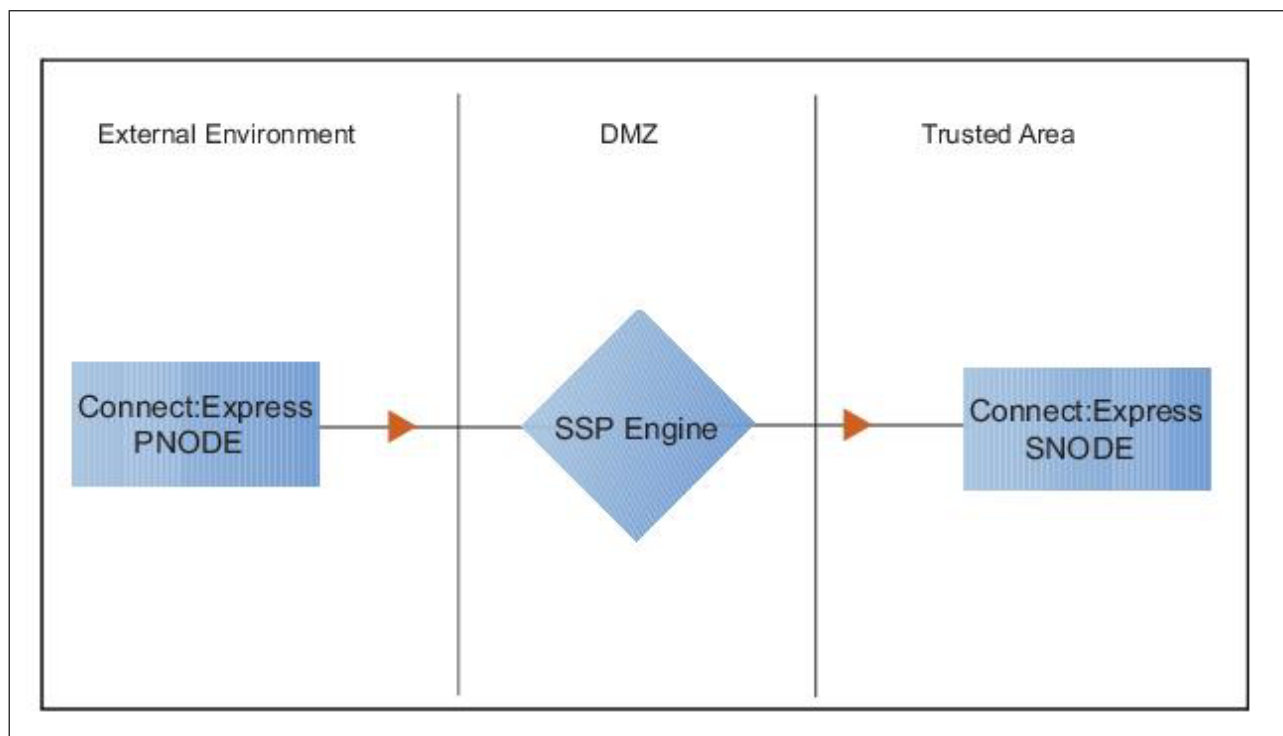 External Environment
DMZ
Trusted Area
Connect:Express
PNODE
SSP Engine
Connect:Express
SNODE